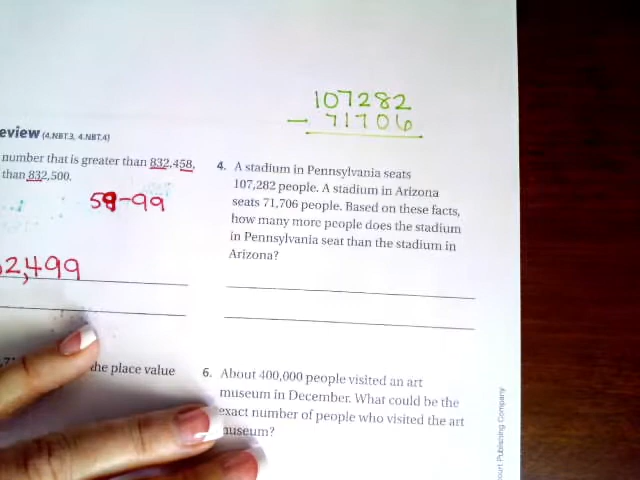 107282
- 71706
eview (4.NBT.3, 4.NBT.4)
number that is greater than 832,458,
than 832,500.
59-99
2,499
he place value
4. A stadium in Pennsylvania seats
107,282 people. A stadium in Arizona
seats 71,706 people. Based on these facts,
how many more people does the stadium
in Pennsylvania seat than the stadium in
Arizona?
6. About 400,000 people visited an art
museum in December. What could be the
exact number of people who visited the art
museum?
ourt Publishing Company